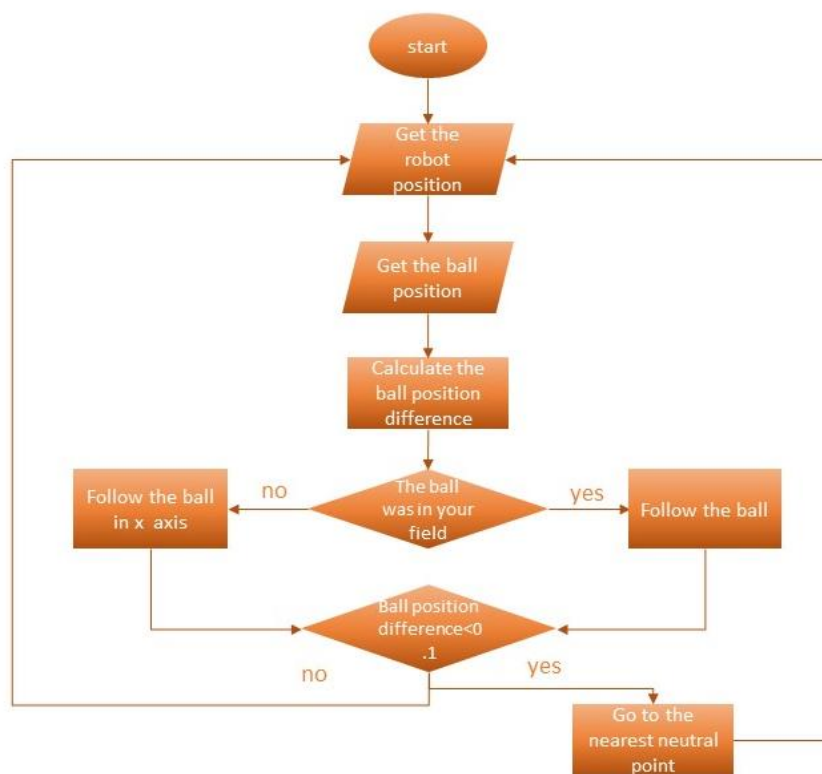 start
Get the
robot
position
Get the ball
position
Calculate the
ball position
difference
no
The ball
was in your
field
yes
Follow the ball
in x axis
Follow the ball
Ball position
difference<0
.1
no
yes
Go to the
nearest neutral
point